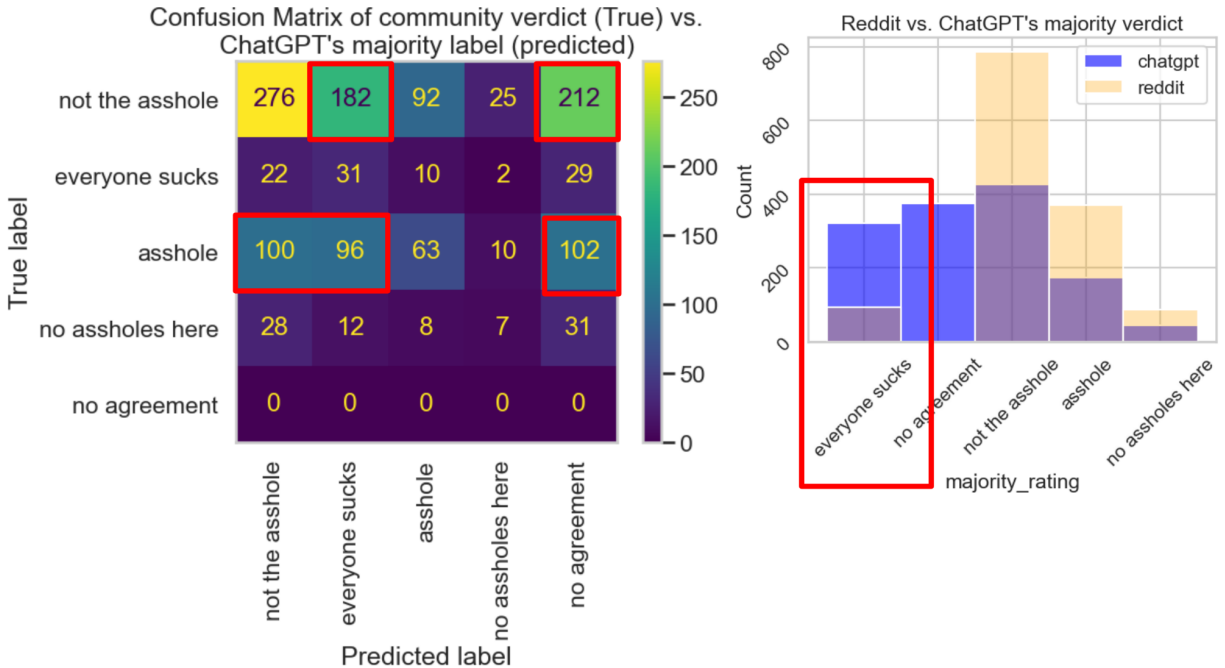 Confusion Matrix of community verdict (True) vs.
ChatGPT's majority label (predicted)
True label
not the asshole
276 182 92 25 212
everyone sucks
22 31 10 2 29
asshole
100 96 63 10 102
no assholes here
28 12 8 7 31
no agreement
0 0 0 0 0
not the asshole
everyone sucks
asshole
no assholes here
no agreement
Predicted label
250
200
150
100
50
0
Reddit vs. ChatGPT's majority verdict
chatgpt
reddit
Count
800
600
400
200
0
everyone sucks
no agreement
not the asshole
asshole
no assholes here
majority_rating